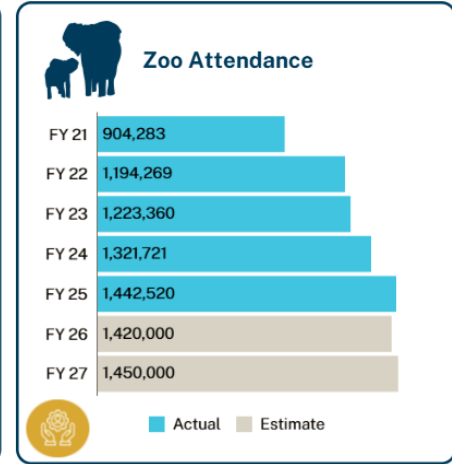 Zoo Attendance
FY 21 904,283
FY 22 1,194,269
FY 23 1,223,360
FY 24 1,321,721
FY 25 1,442,520
FY 26 1,420,000
FY 27 1,450,000
Actual Estimate